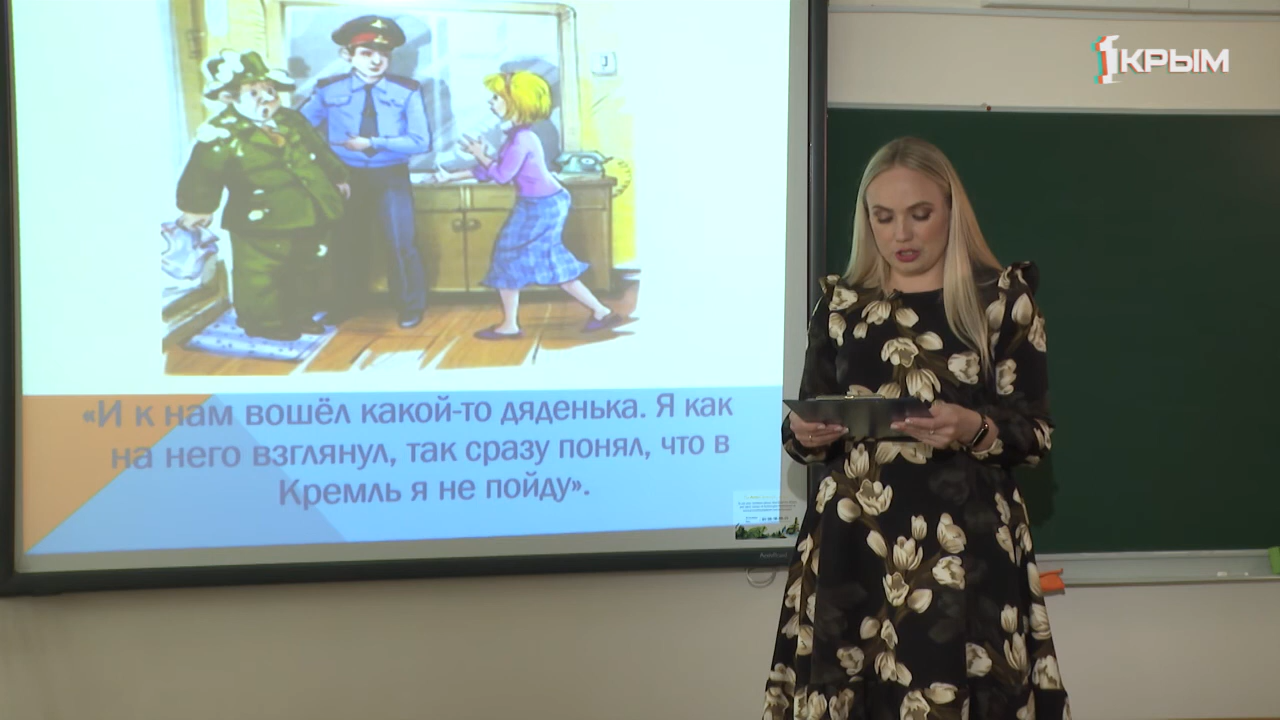 1КРЫМ
«И к нам вошёл какой-то дяденька. Я как
на него взглянул, так сразу понял, что в
Кремль я не пойду».